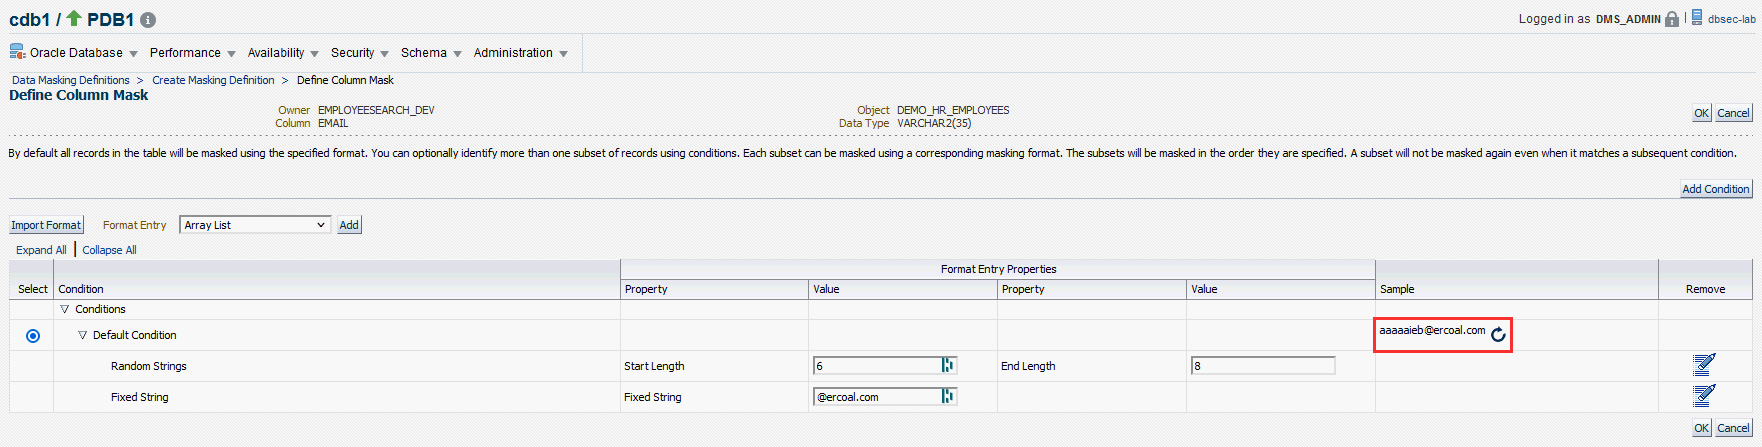 cdb1 / PDB1
Logged in as DMS_ADMIN | dbsec-lab
Oracle Database Performance Availability Security Schema Administration
Data Masking Definitions > Create Masking Definition > Define Column Mask
Define Column Mask
Owner EMPLOYEESEARCH_DEV Object DEMO_HR_EMPLOYEES
OK Cancel
Column EMAIL Data Type VARCHAR2(35)
By default all records in the table will be masked using the specified format. You can optionally identify more than one subset of records using conditions. Each subset can be masked using a corresponding masking format. The subsets will be masked in the order they are specified. A subset will not be masked again even when it matches a subsequent condition.
Add Condition
Import Format Format Entry Array List Add
Expand All | Collapse All
Format Entry Properties
Select Condition Property Value Property Value Sample Remove
Conditions
Default Condition aaaaaieb@ercoal.com
Random Strings Start Length 6 End Length 8
Fixed String Fixed String @ercoal.com
OK Cancel